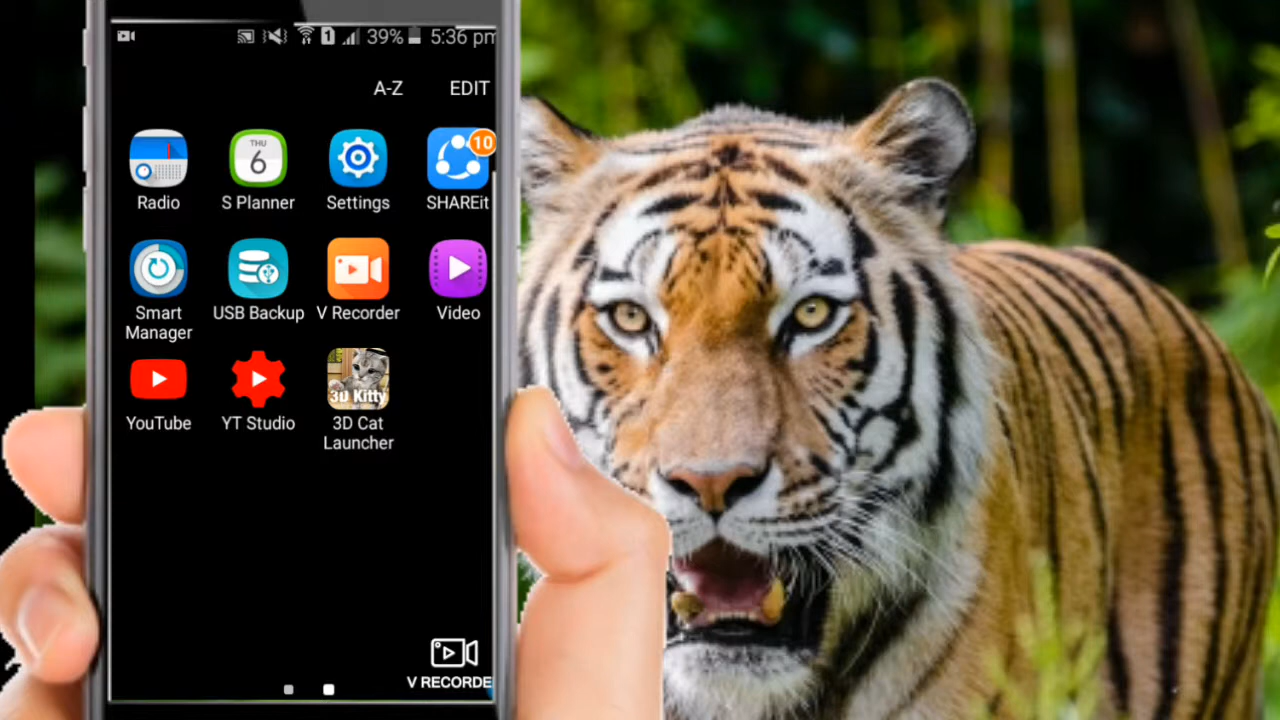 1 39% 5:36 pm
A-Z EDIT
10
THU
6
Radio S Planner Settings SHAREit
Smart Manager USB Backup V Recorder Video
3D Kitty
YouTube YT Studio 3D Cat Launcher
V RECORDE